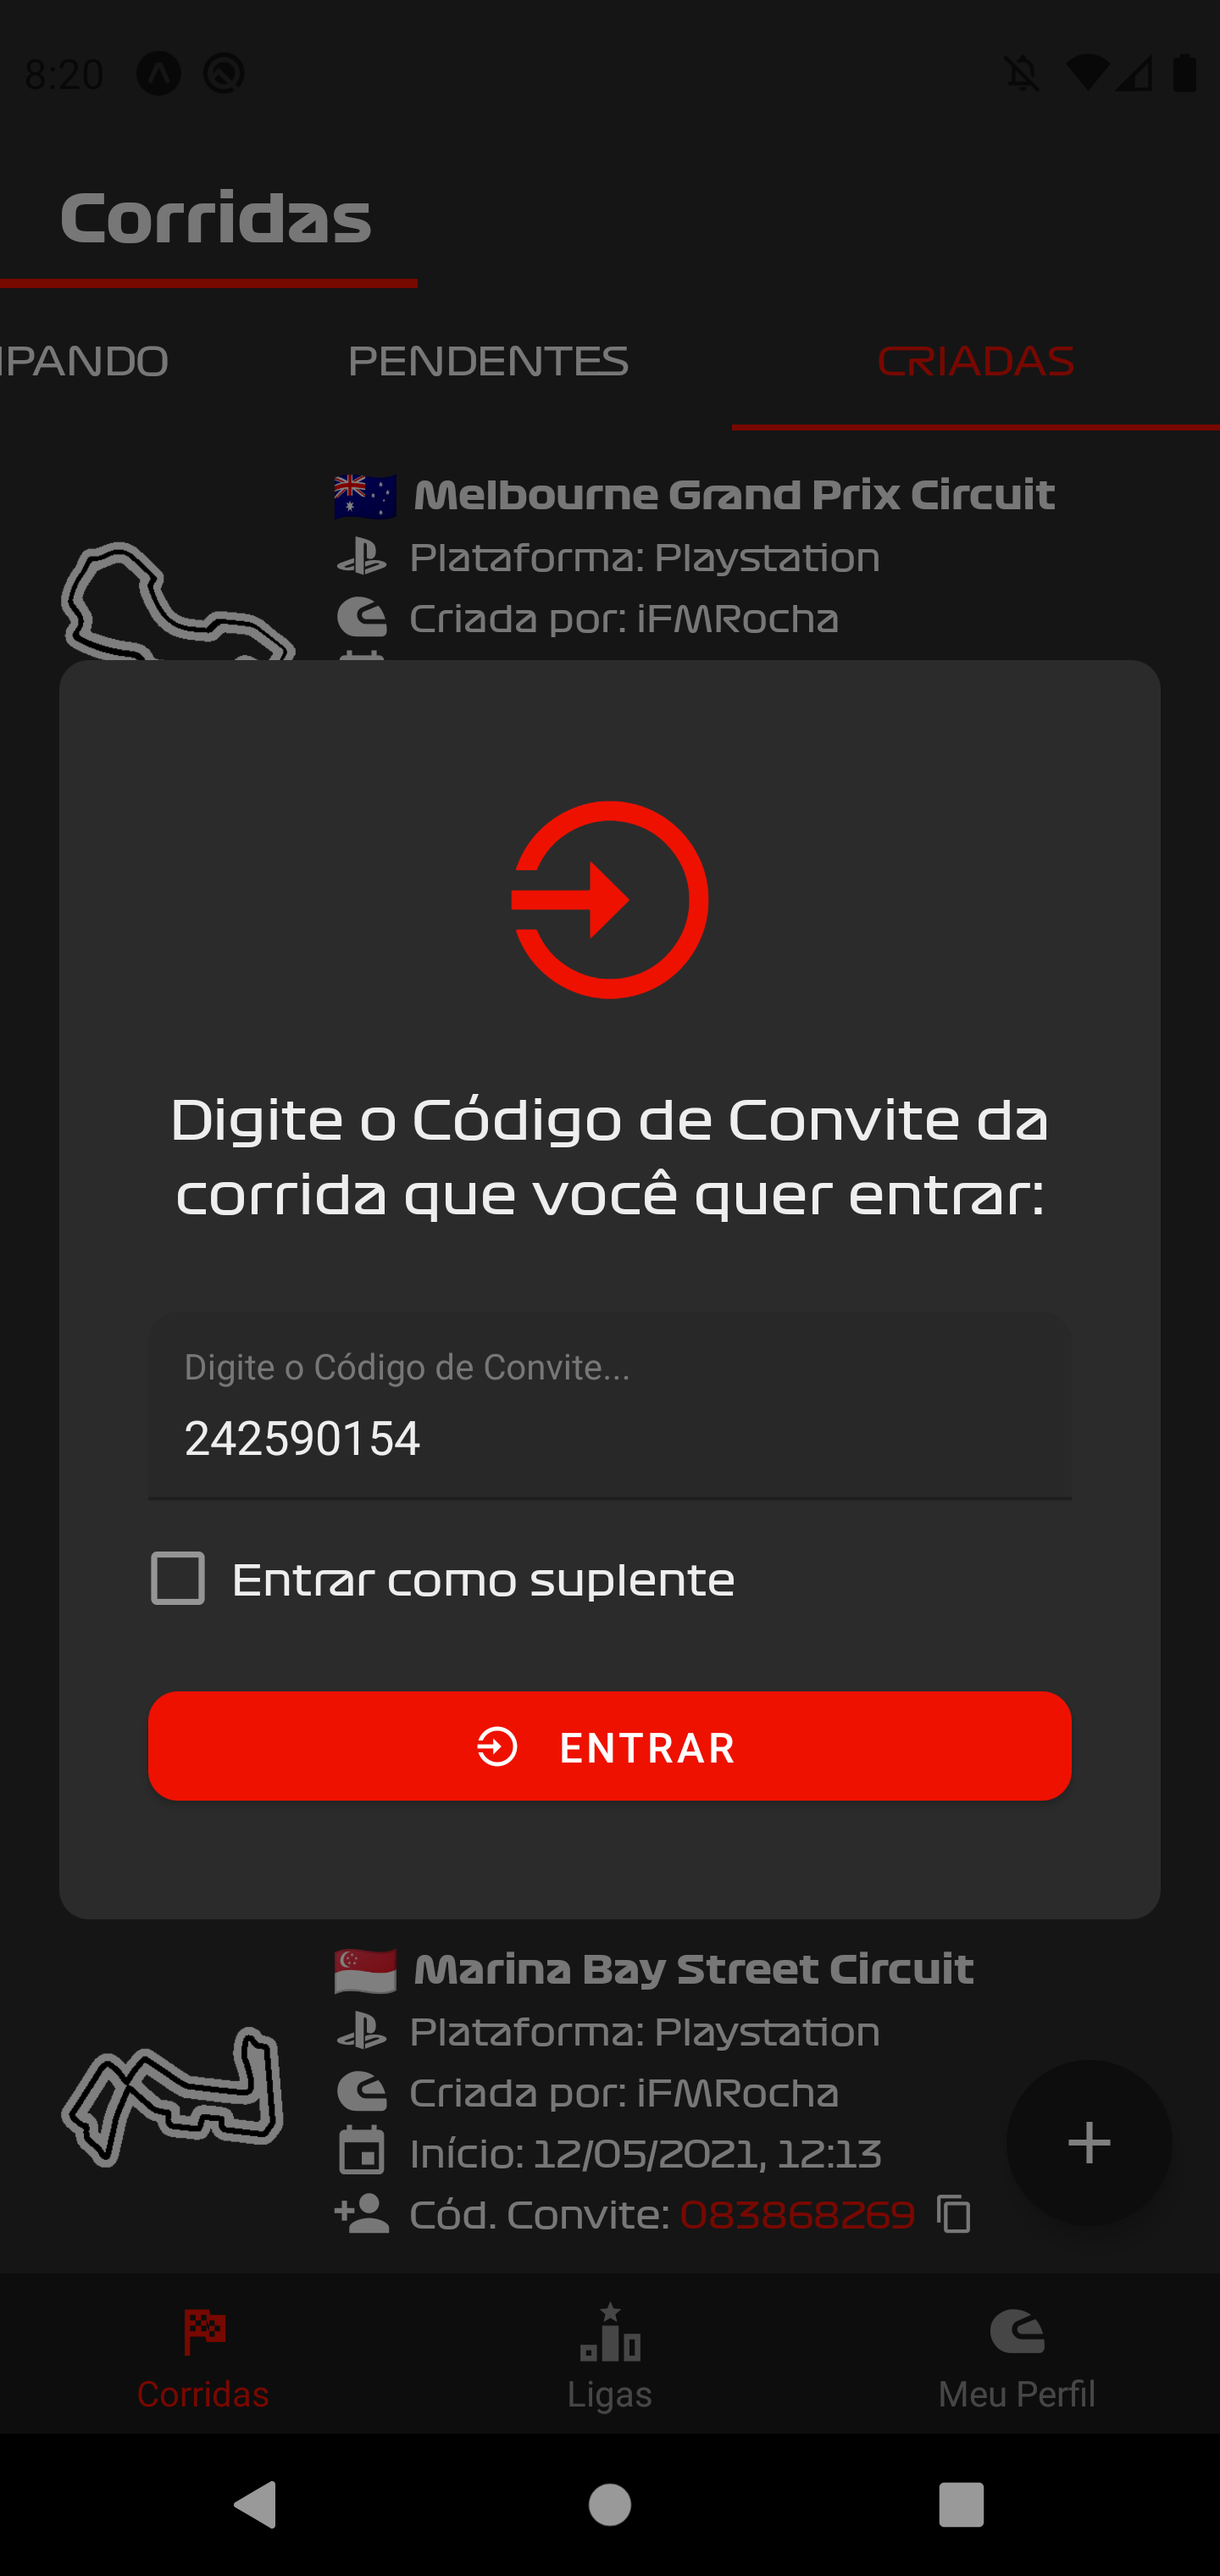 8:20
Corridas
IPANDO
PENDENTES
CRIADAS
Melbourne Grand Prix Circuit
Plataforma: Playstation
Criada por: iFMRocha
Digite o Código de Convite da
corrida que você quer entrar:
Digite o Código de Convite...
242590154
Entrar como suplente
ENTRAR
Marina Bay Street Circuit
Plataforma: Playstation
Criada por: iFMRocha
Início: 12/05/2021, 12:13
Cód. Convite: 083868269
Corridas
Ligas
Meu Perfil